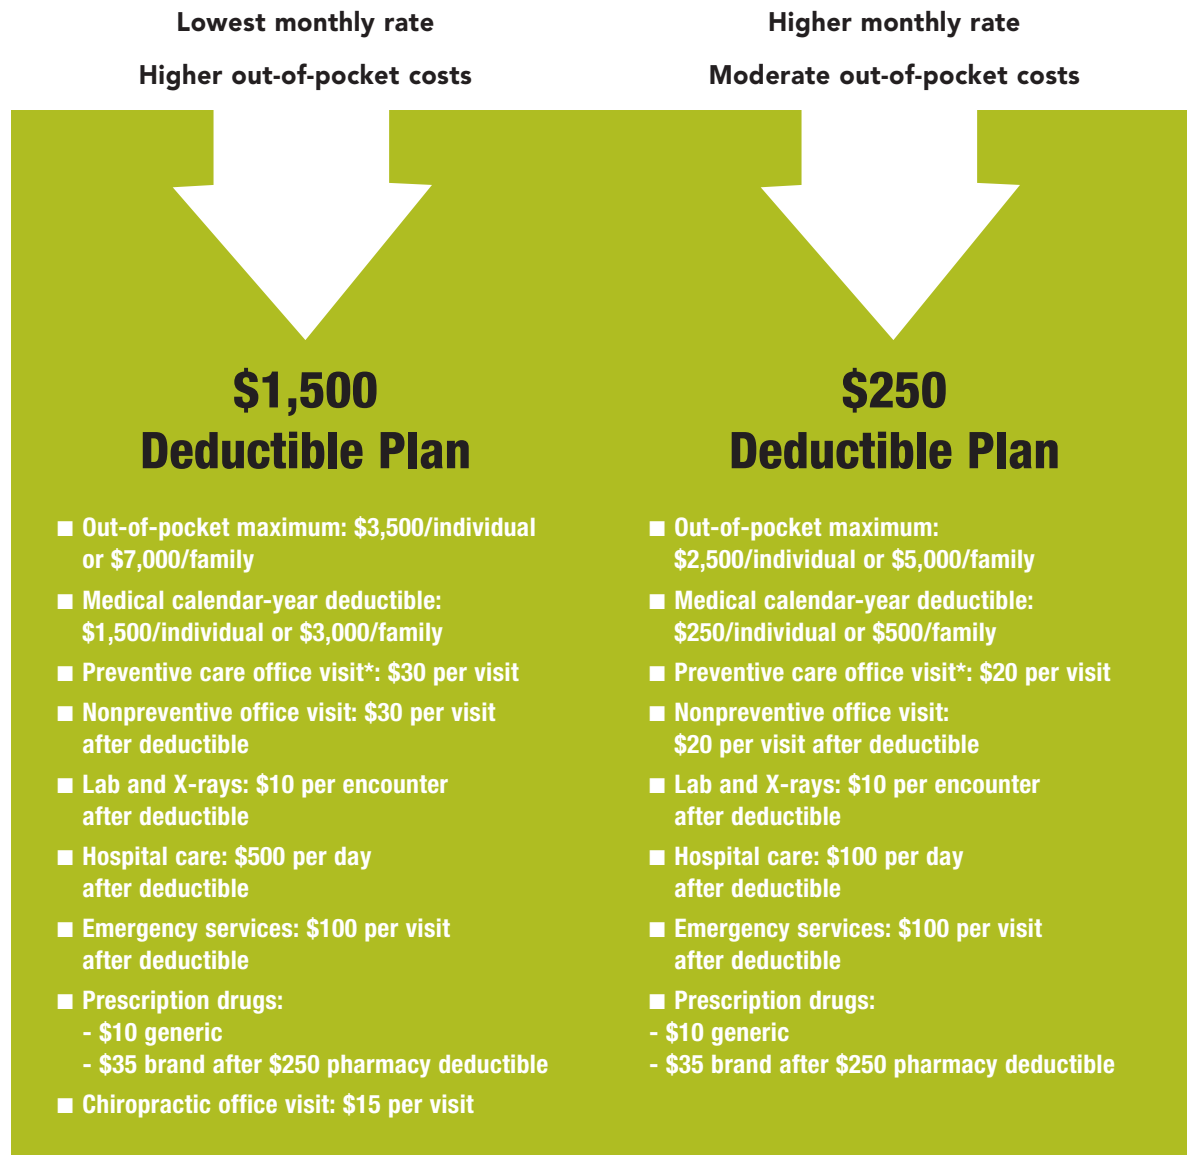 Lowest monthly rate
Higher out-of-pocket costs
$1,500
Deductible Plan
■ Out-of-pocket maximum: $3,500/individual
or $7,000/family
■ Medical calendar-year deductible:
$1,500/individual or $3,000/family
■ Preventive care office visit*: $30 per visit
■ Nonpreventive office visit: $30 per visit
after deductible
■ Lab and X-rays: $10 per encounter
after deductible
■ Hospital care: $500 per day
after deductible
■ Emergency services: $100 per visit
after deductible
■ Prescription drugs:
- $10 generic
- $35 brand after $250 pharmacy deductible
■ Chiropractic office visit: $15 per visit
Higher monthly rate
Moderate out-of-pocket costs
$250
Deductible Plan
■ Out-of-pocket maximum:
$2,500/individual or $5,000/family
■ Medical calendar-year deductible:
$250/individual or $500/family
■ Preventive care office visit*: $20 per visit
■ Nonpreventive office visit:
$20 per visit after deductible
■ Lab and X-rays: $10 per encounter
after deductible
■ Hospital care: $100 per day
after deductible
■ Emergency services: $100 per visit
after deductible
■ Prescription drugs:
- $10 generic
- $35 brand after $250 pharmacy deductible